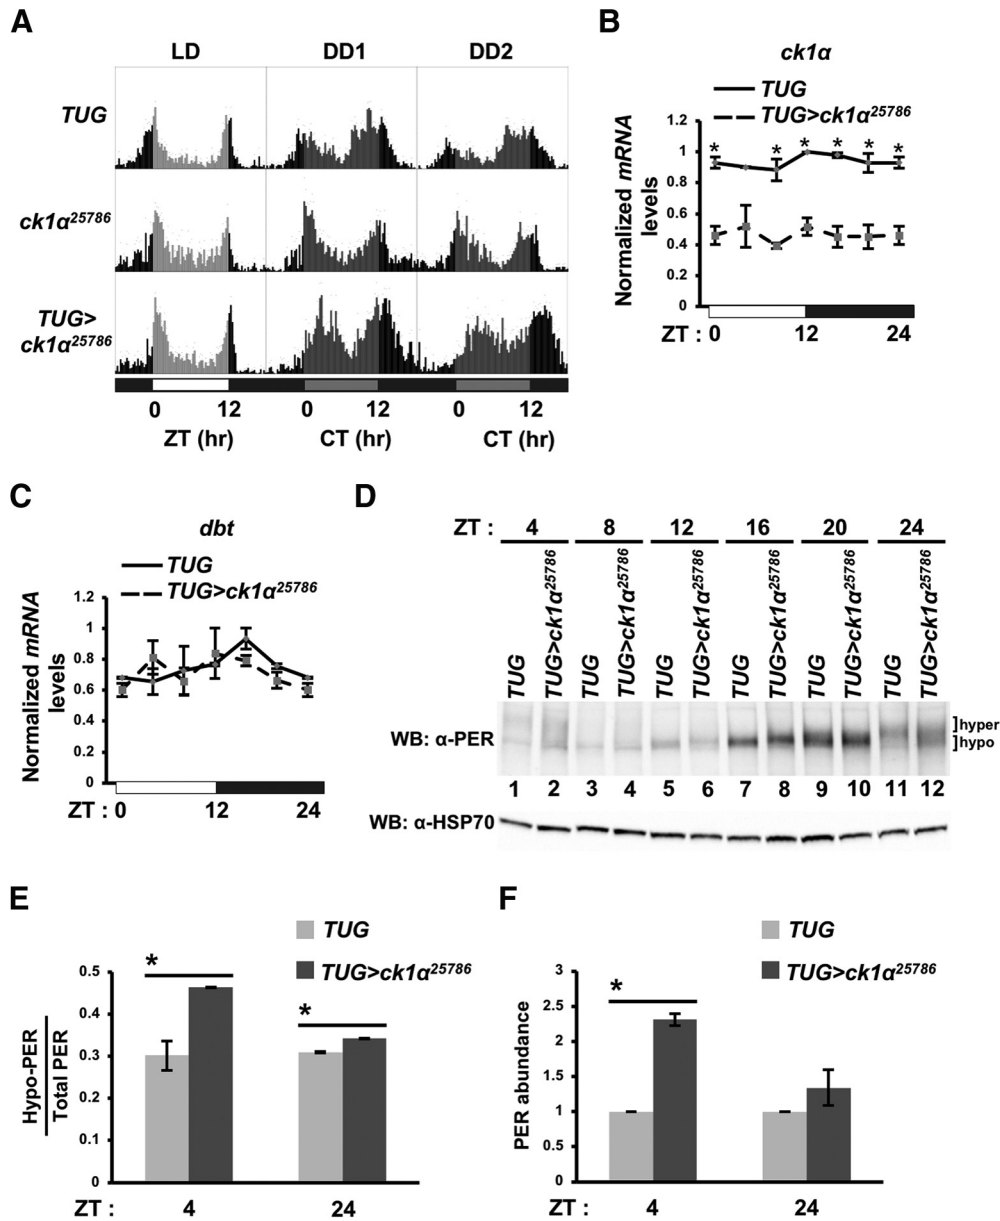 A
LD DD1 DD2
TUG
ck1α25786
TUG>
ck1α25786
0 12 0 12 0 12
ZT (hr) CT (hr) CT (hr)
B
ck1α
TUG
TUG>ck1α25786
Normalized mRNA
levels
1.2
1
0.8
0.6
0.4
0.2
0
* * * * * *
ZT : 0 12 24
C
dbt
TUG
TUG>ck1α25786
Normalized mRNA
levels
1.2
1
0.8
0.6
0.4
0.2
0
ZT : 0 12 24
D
ZT : 4 8 12 16 20 24
TUG TUG>ck1α25786 TUG TUG>ck1α25786 TUG TUG>ck1α25786 TUG TUG>ck1α25786 TUG TUG>ck1α25786 TUG TUG>ck1α25786
WB: α-PER
]hyper
]hypo
1 2 3 4 5 6 7 8 9 10 11 12
WB: α-HSP70
E
TUG
TUG>ck1α25786
Hypo-PER
Total PER
0.5
0.4
0.3
0.2
0.1
0
* *
ZT : 4 24
F
TUG
TUG>ck1α25786
PER abundance
3
2.5
2
1.5
1
0.5
0
*
ZT : 4 24